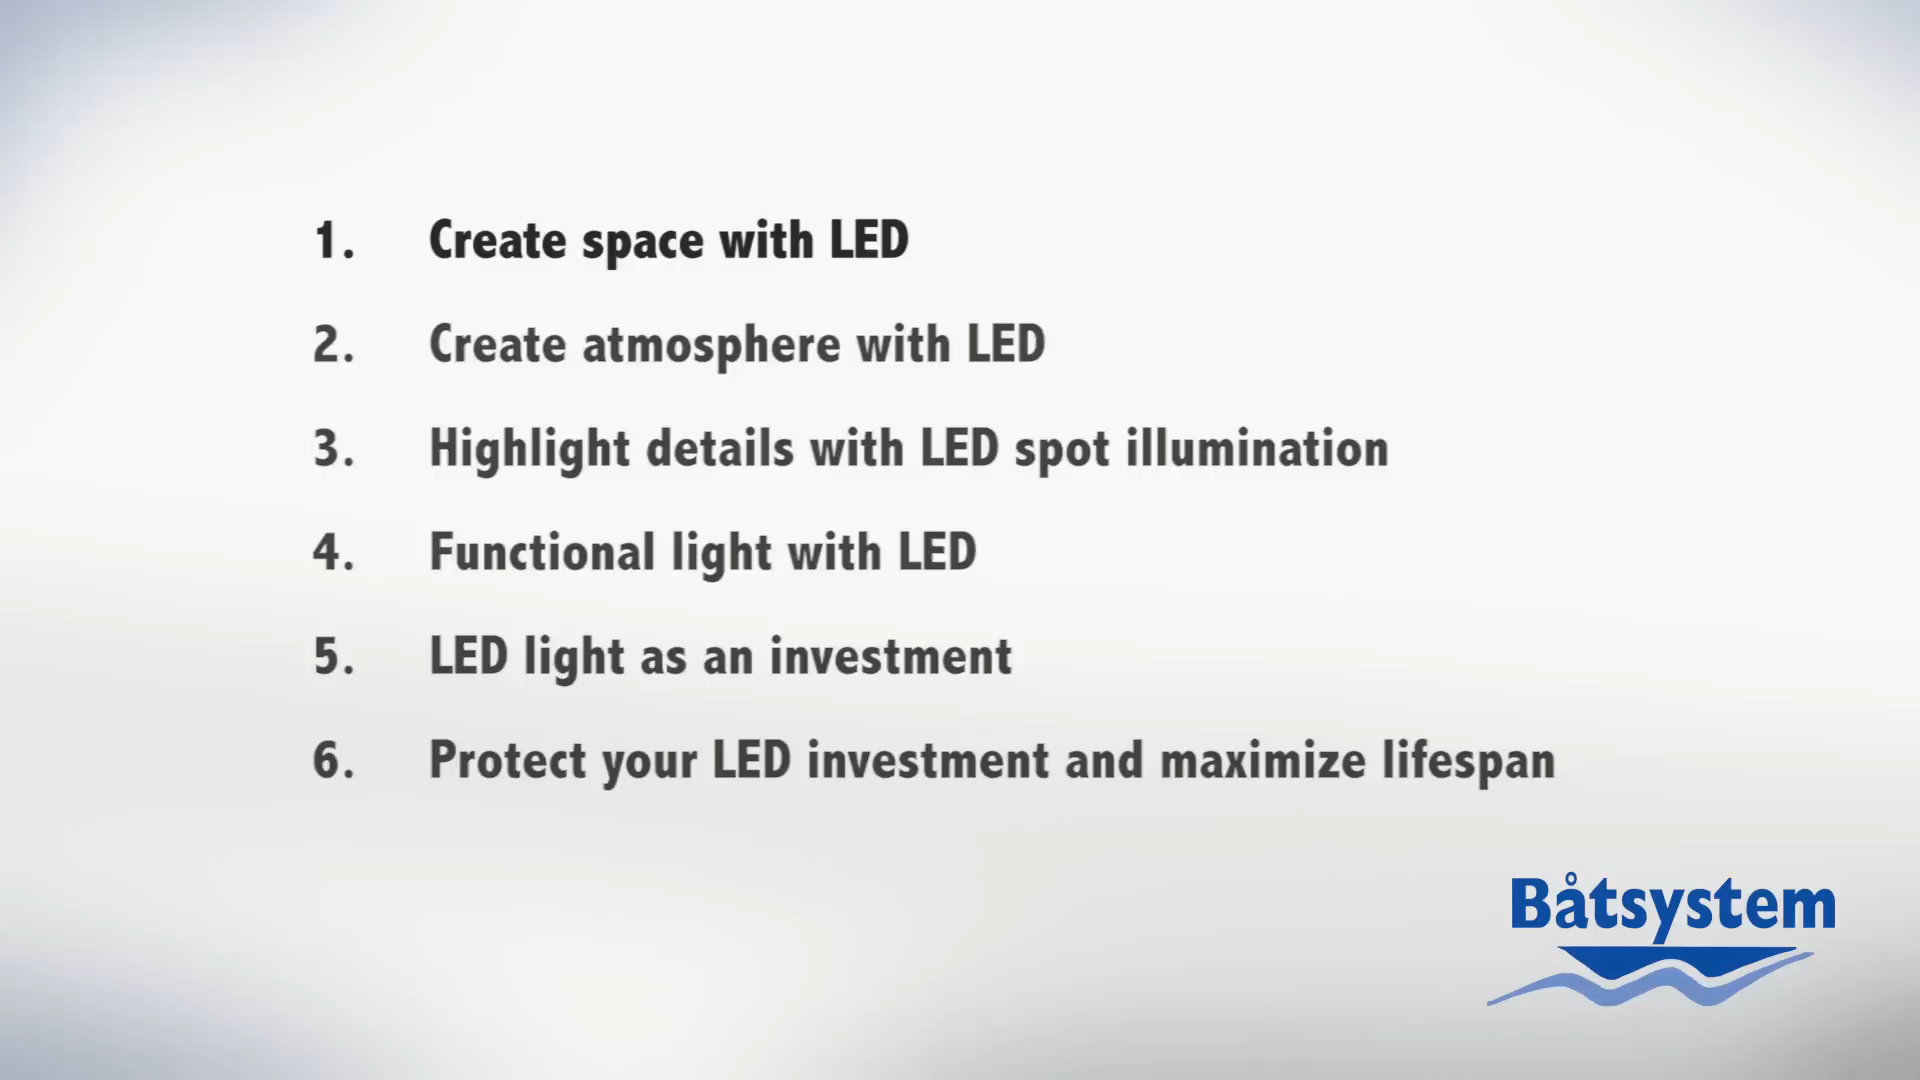 1. Create space with LED
2. Create atmosphere with LED
3. Highlight details with LED spot illumination
4. Functional light with LED
5. LED light as an investment
6. Protect your LED investment and maximize lifespan
Båtsystem